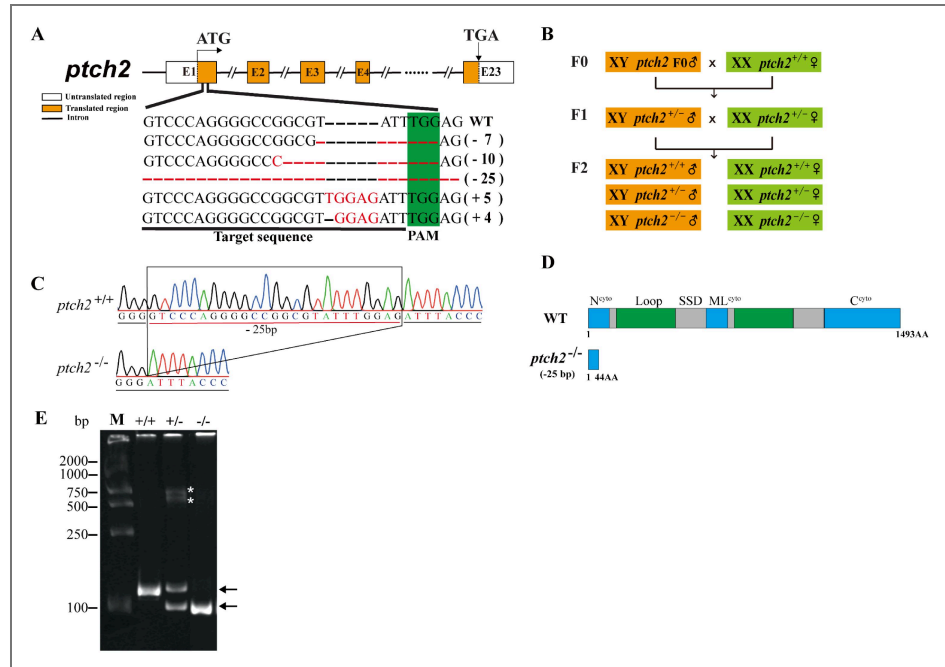 A
ATG
TGA
ptch2
E1
E2
E3
E4
......
E23
Untranslated region
Translated region
Intron
GTCCCAGGGGCCGGCGT-----ATTTGGAG WT
GTCCCAGGGGCCGGCG--------------AG (- 7)
GTCCCAGGGGCCC--------------AG (- 10)
(- 25)
GTCCCAGGGGCCGGCGTTGGAGATTTGGAG (+ 5)
GTCCCAGGGGCCGGCGT-GGAGATTTGGAG (+ 4)
Target sequence
PAM
B
F0
XY ptch2 F0♂ x XX ptch2+/+♀
F1
XY ptch2+/-♂ x XX ptch2+/-♀
F2
XY ptch2+/+♂ XX ptch2+/+♀
XY ptch2+/-♂ XX ptch2+/-♀
XY ptch2-/-♂ XX ptch2-/-♀
C
ptch2+/+
GGGGTCCCAGGGGCCGGCGTATTTGGAGATTTACCC
- 25bp
ptch2-/-
GGGATTTACCC
D
Ncyto Loop SSD MLcyto Ccyto
WT
1 1493AA
ptch2-/-
(-25 bp)
1 44AA
E
bp M +/+ +/- -/-
2000
1000
750
500
250
100
*
*